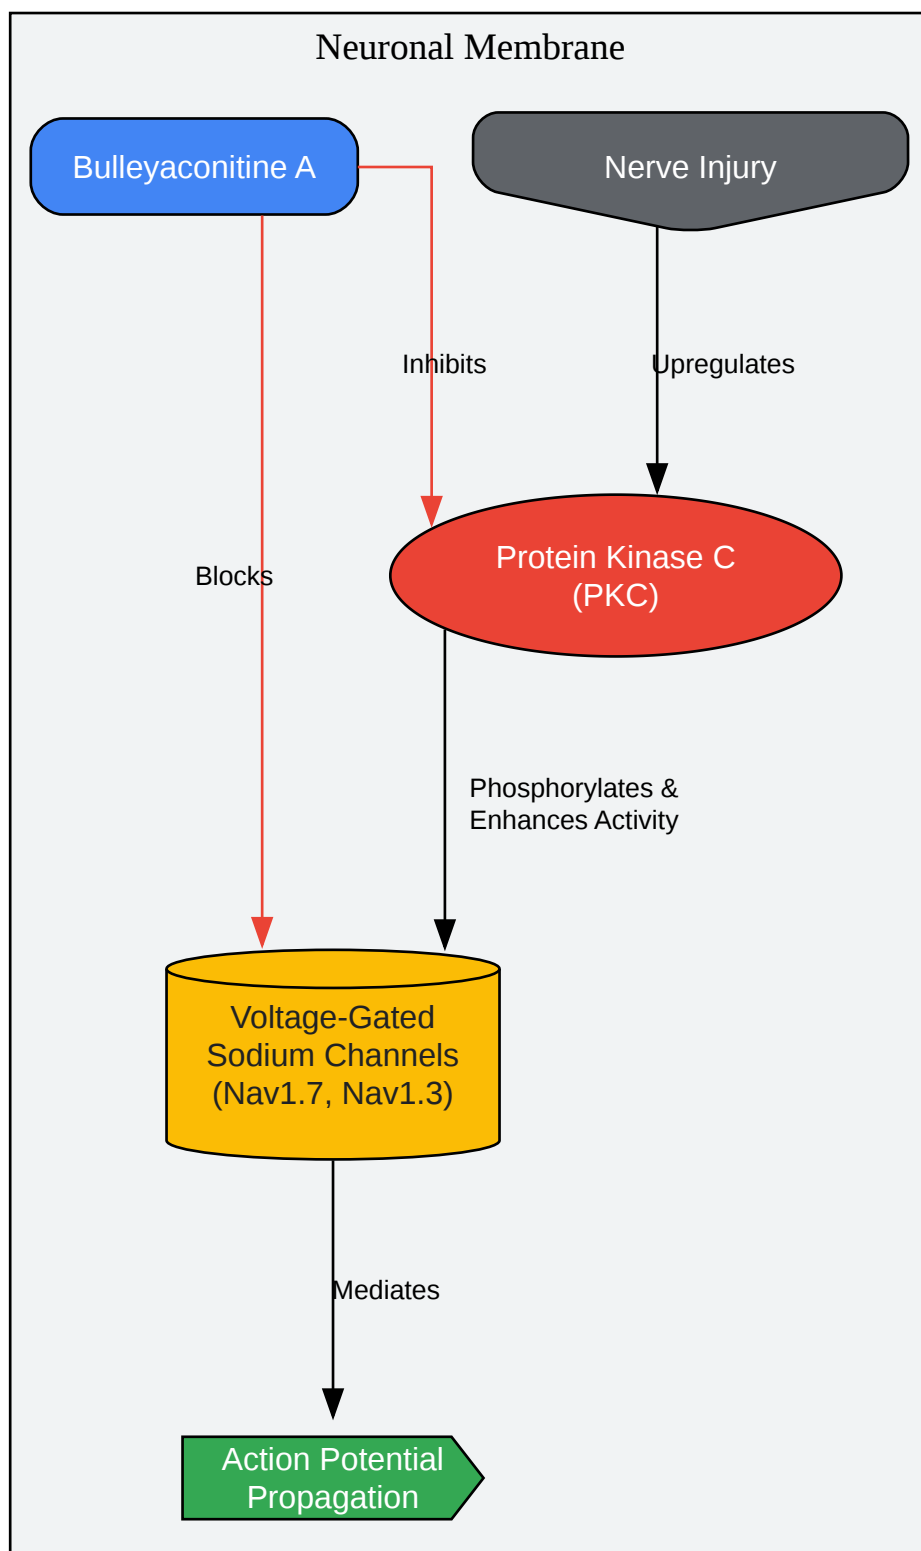 Neuronal Membrane
Bulleyaconitine A
Nerve Injury
Inhibits
Upregulates
Protein Kinase C
(PKC)
Blocks
Phosphorylates &
Enhances Activity
Voltage-Gated
Sodium Channels
(Nav1.7, Nav1.3)
Mediates
Action Potential
Propagation